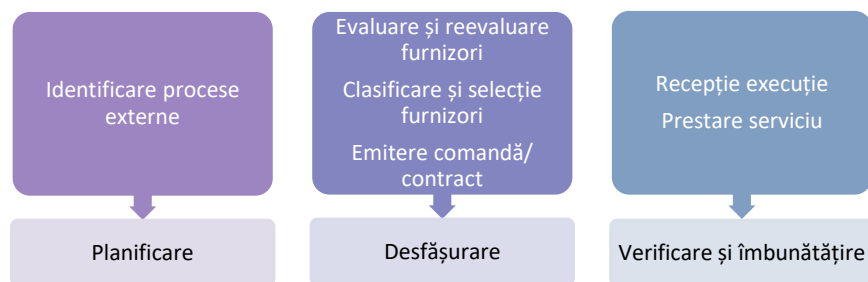 Identificare procese
externe
Planificare
Evaluare și reevaluare
furnizori
Clasificare și selecție
furnizori
Emitere comandă/
contract
Desfășurare
Recepție execuție
Prestare serviciu
Verificare și îmbunătățire